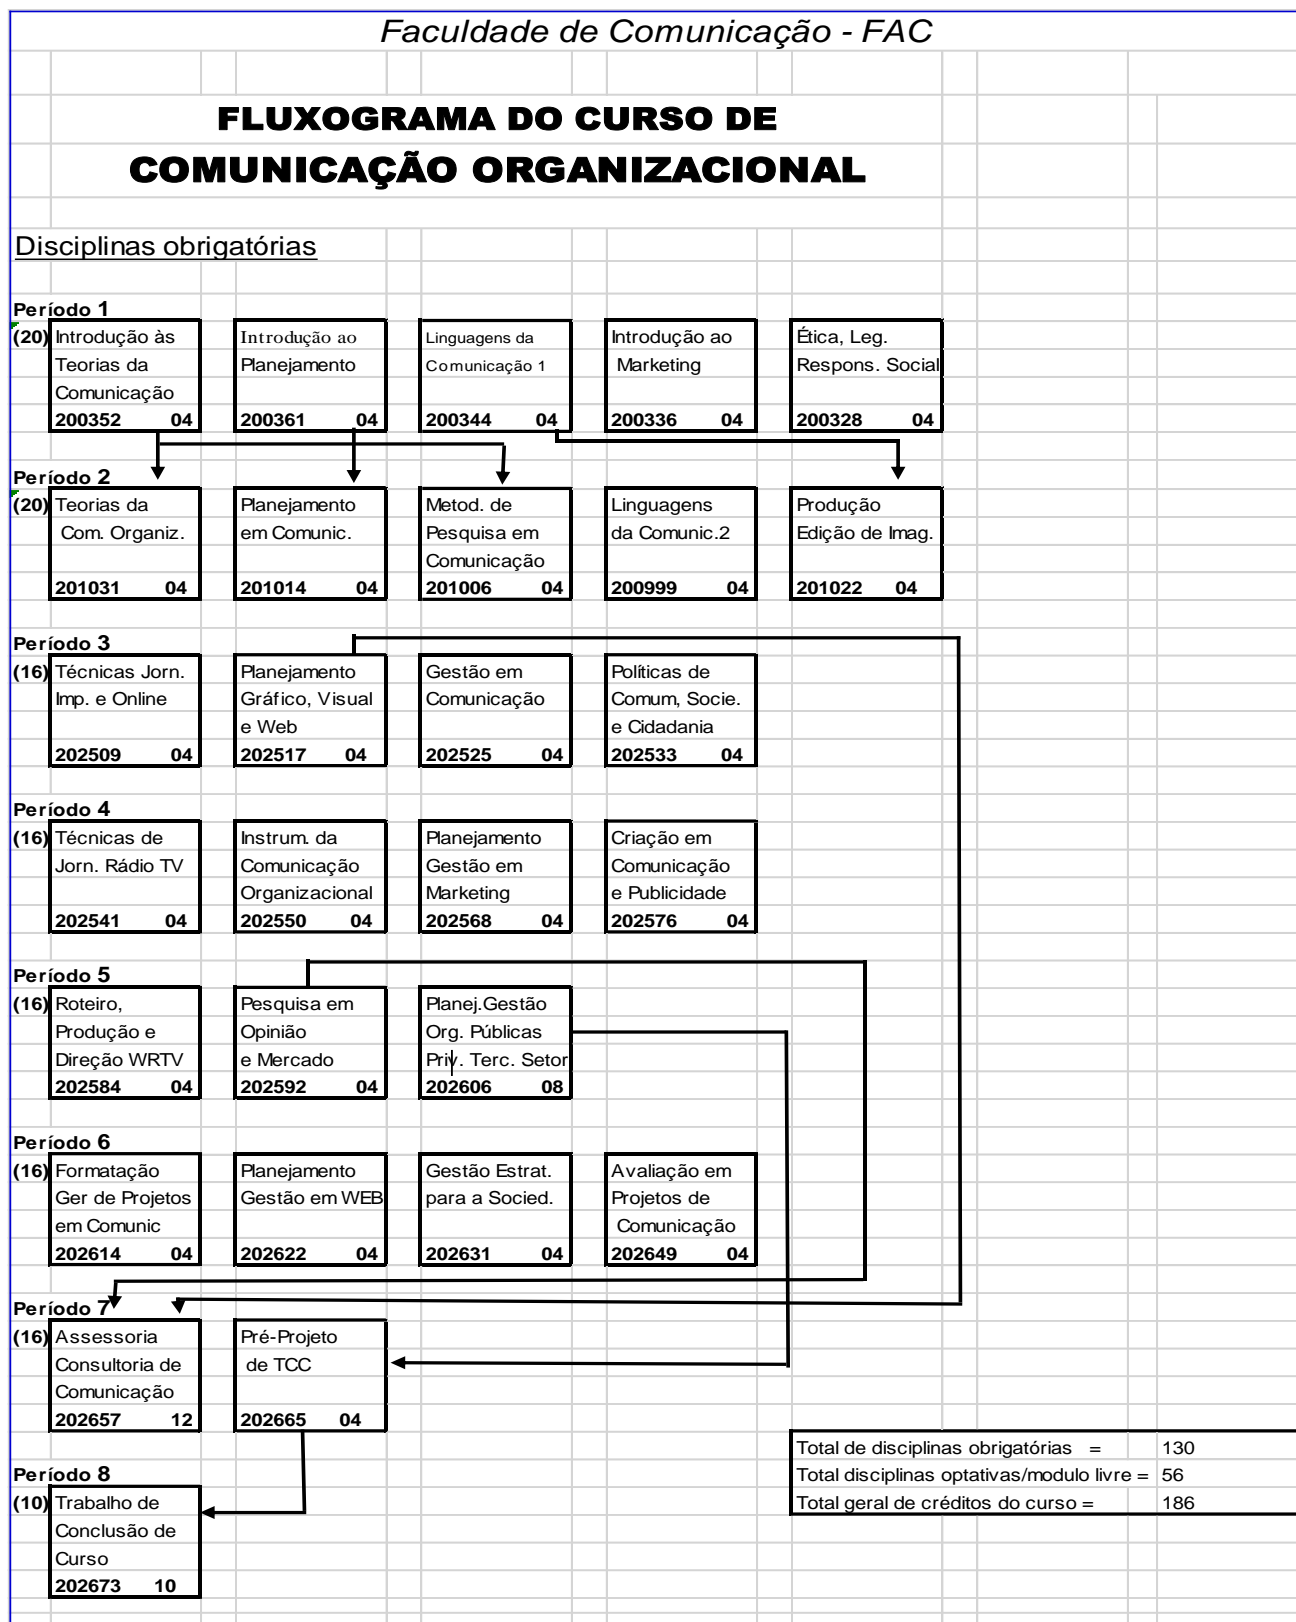 Faculdade de Comunicação - FAC
FLUXOGRAMA DO CURSO DE
COMUNICAÇÃO ORGANIZACIONAL
Disciplinas obrigatórias
Período 1
(20)
Introdução às
Teorias da
Comunicação
200352 04
Introdução ao
Planejamento
200361 04
Linguagens da
Comunicação 1
200344 04
Introdução ao
Marketing
200336 04
Ética, Leg.
Respons. Social
200328 04
Período 2
(20)
Teorias da
Com. Organiz.
201031 04
Planejamento
em Comunic.
201014 04
Metod. de
Pesquisa em
Comunicação
201006 04
Linguagens
da Comunic.2
200999 04
Produção
Edição de Imag.
201022 04
Período 3
(16)
Técnicas Jorn.
Imp. e Online
202509 04
Planejamento
Gráfico, Visual
e Web
202517 04
Gestão em
Comunicação
202525 04
Políticas de
Comum, Socie.
e Cidadania
202533 04
Período 4
(16)
Técnicas de
Jorn. Rádio TV
202541 04
Instrum. da
Comunicação
Organizacional
202550 04
Planejamento
Gestão em
Marketing
202568 04
Criação em
Comunicação
e Publicidade
202576 04
Período 5
(16)
Roteiro,
Produção e
Direção WRTV
202584 04
Pesquisa em
Opinião
e Mercado
202592 04
Planej.Gestão
Org. Públicas
Priv. Terc. Setor
202606 08
Período 6
(16)
Formatação
Ger de Projetos
em Comunic
202614 04
Planejamento
Gestão em WEB
202622 04
Gestão Estrat.
para a Socied.
202631 04
Avaliação em
Projetos de
Comunicação
202649 04
Período 7
(16)
Assessoria
Consultoria de
Comunicação
202657 12
Pré-Projeto
de TCC
202665 04
Período 8
(10)
Trabalho de
Conclusão de
Curso
202673 10
Total de disciplinas obrigatórias = 130
Total disciplinas optativas/modulo livre = 56
Total geral de créditos do curso = 186